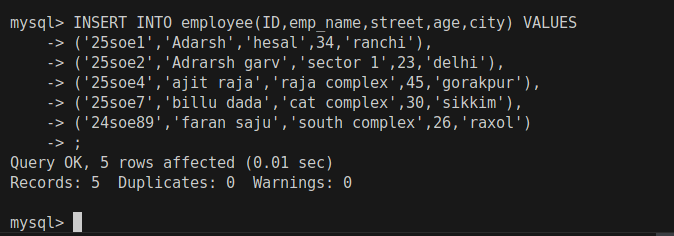 mysql> INSERT INTO employee(ID,emp_name,street,age,city) VALUES
    -> ('25soe1','Adarsh','hesal',34,'ranchi'),
    -> ('25soe2','Adrarsh garv','sector 1',23,'delhi'),
    -> ('25soe4','ajit raja','raja complex',45,'gorakpur'),
    -> ('25soe7','billu dada','cat complex',30,'sikkim'),
    -> ('24soe89','faran saju','south complex',26,'raxol')
    -> ;
Query OK, 5 rows affected (0.01 sec)
Records: 5  Duplicates: 0  Warnings: 0

mysql>